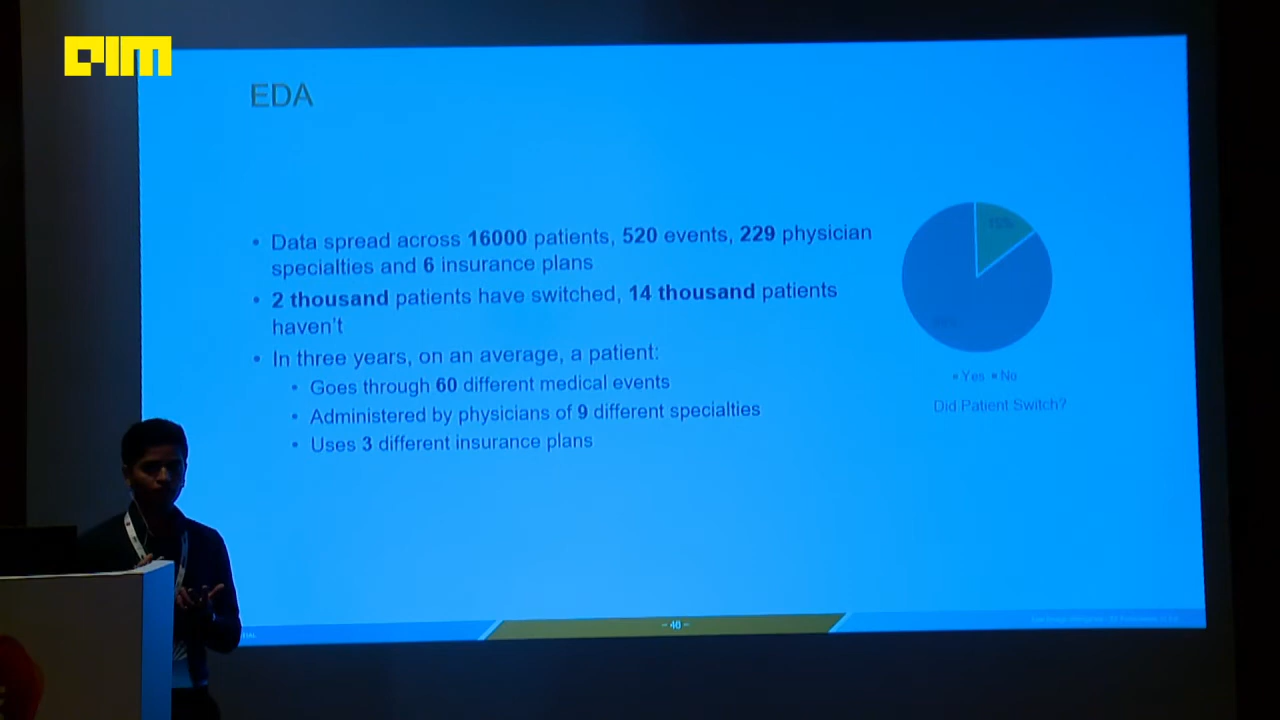 AIM
EDA
• Data spread across 16000 patients, 520 events, 229 physician
specialties and 6 insurance plans
• 2 thousand patients have switched, 14 thousand patients
haven't
• In three years, on an average, a patient:
• Goes through 60 different medical events
• Administered by physicians of 9 different specialties
• Uses 3 different insurance plans
Yes No
Did Patient Switch?
- 40 -